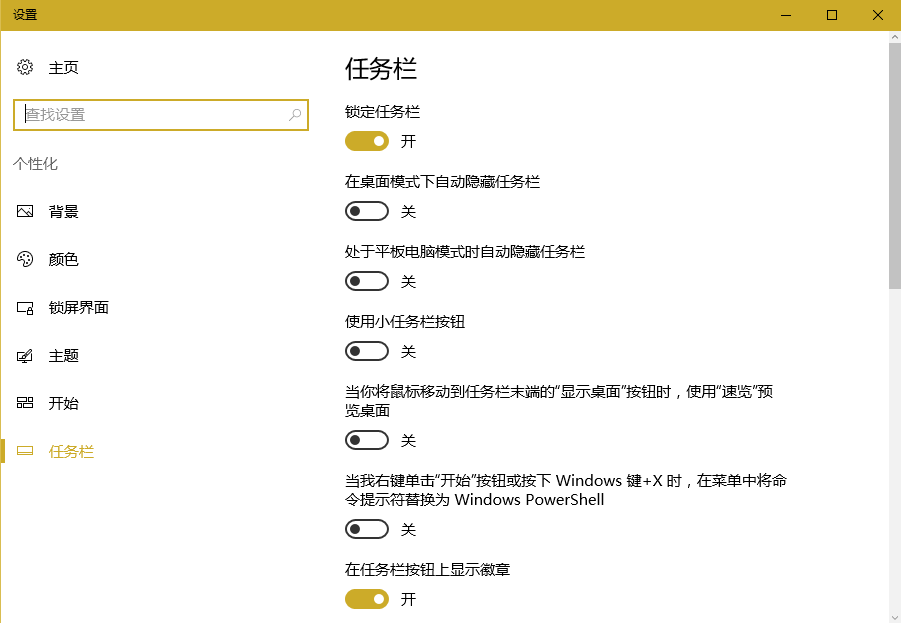 设置
主页
查找设置
个性化
背景
颜色
锁屏界面
主题
开始
任务栏
任务栏
锁定任务栏
开
在桌面模式下自动隐藏任务栏
关
处于平板电脑模式时自动隐藏任务栏
关
使用小任务栏按钮
关
当你将鼠标移动到任务栏末端的“显示桌面”按钮时，使用“速览”预
览桌面
关
当我右键单击“开始”按钮或按下 Windows 键+X 时，在菜单中将命
令提示符替换为 Windows PowerShell
关
在任务栏按钮上显示徽章
开